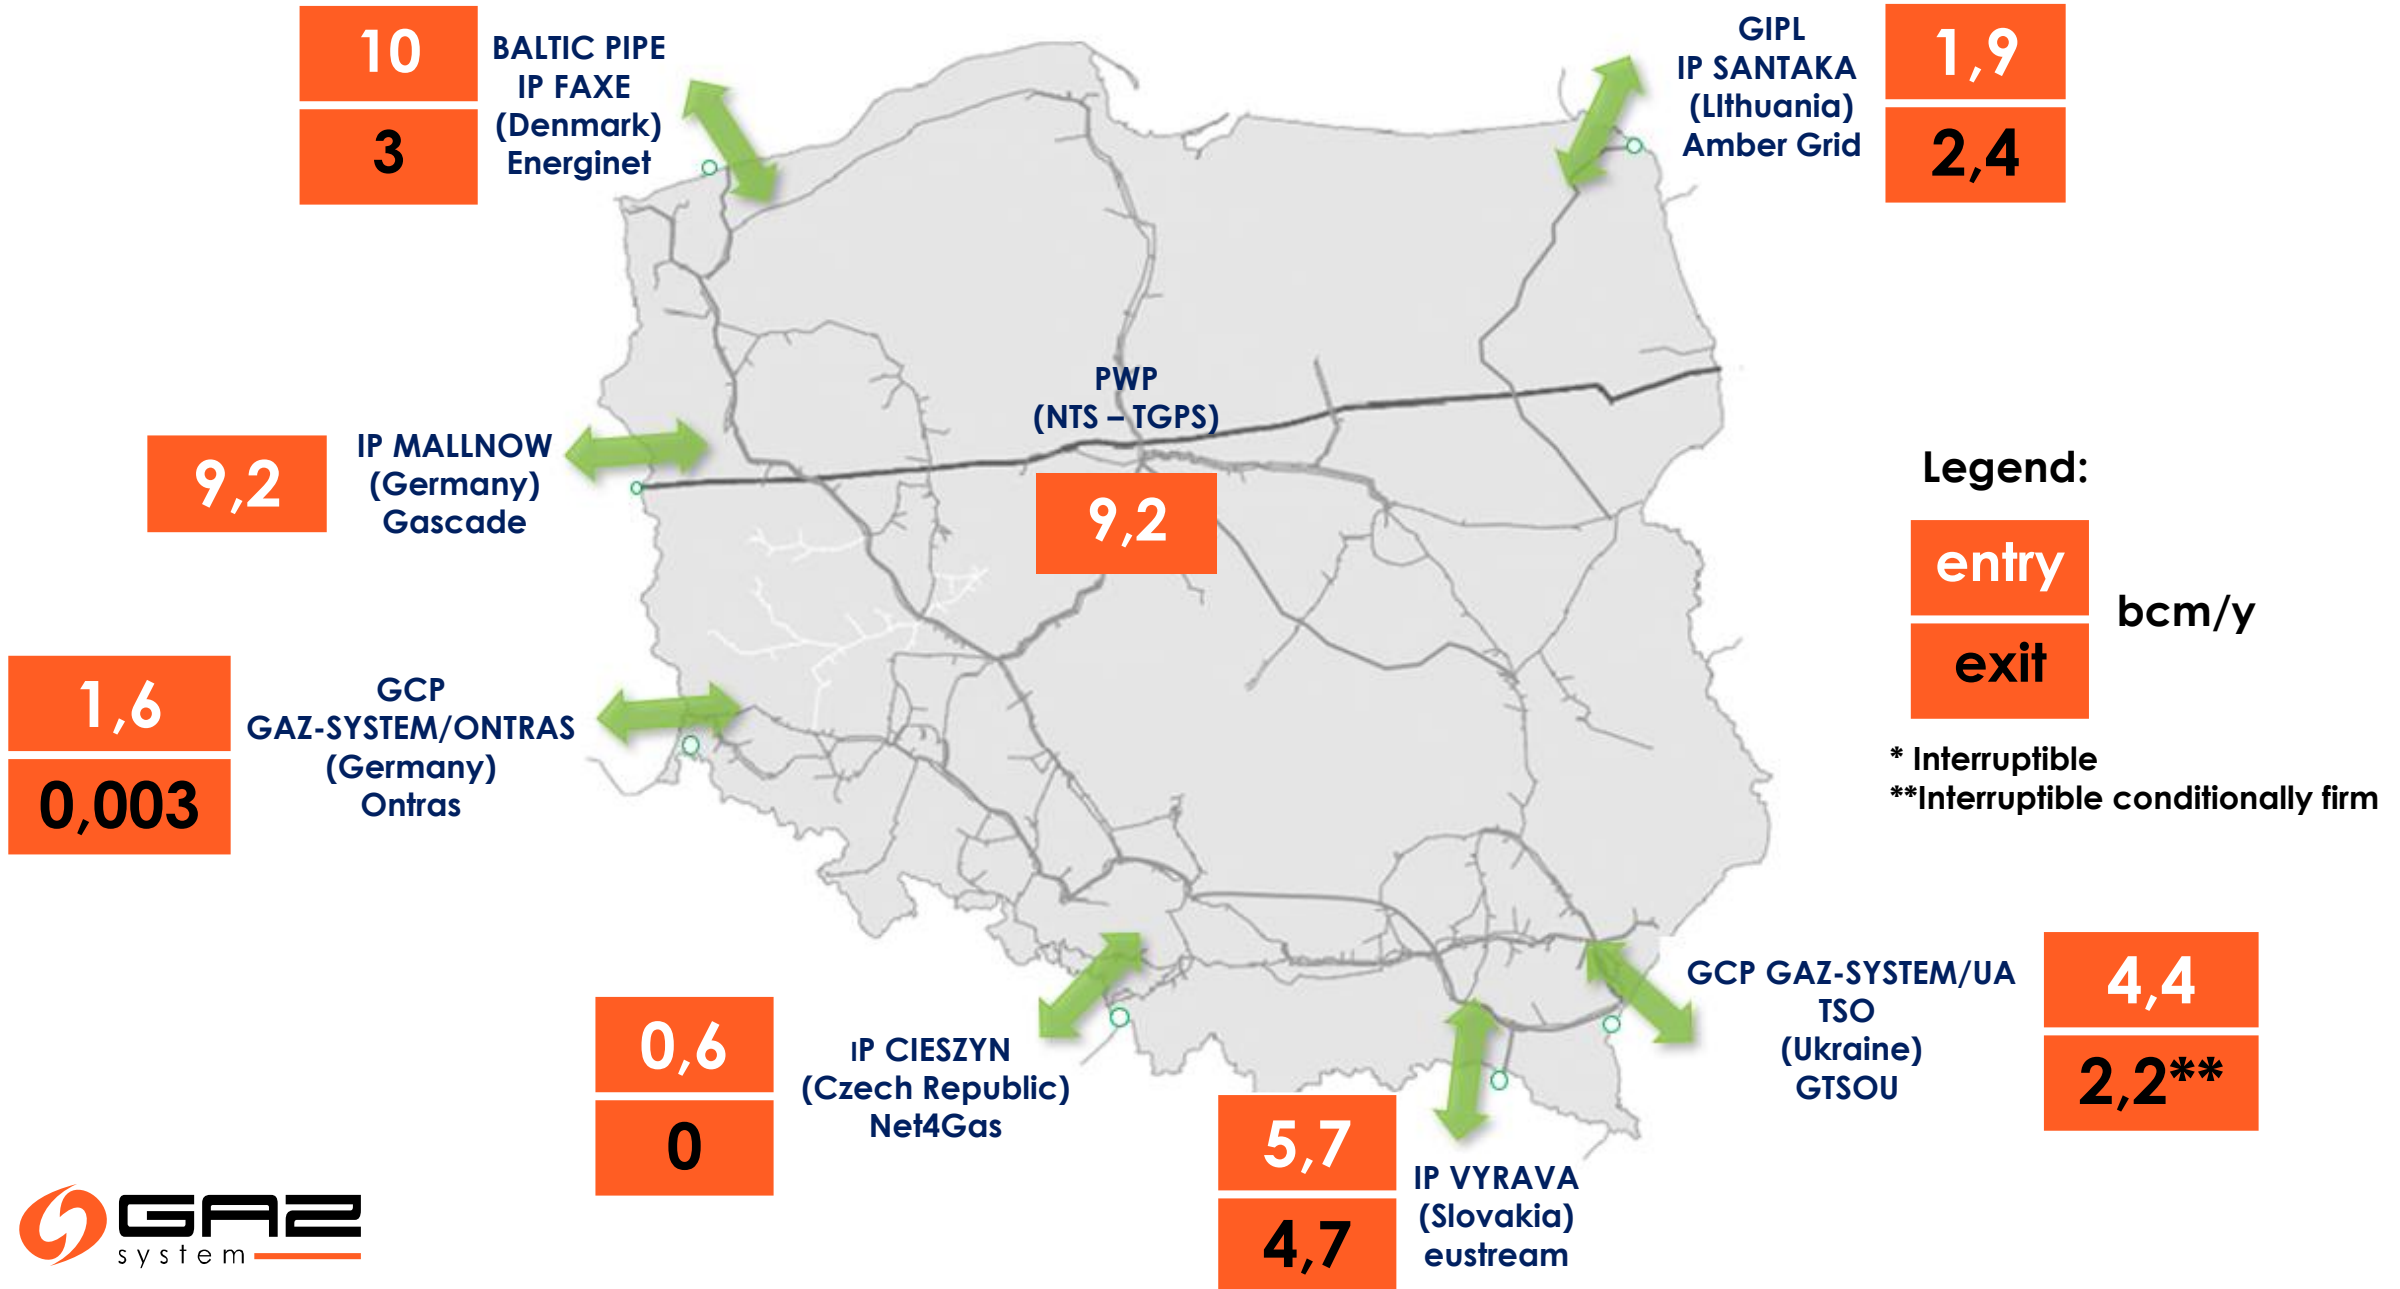 10
3
BALTIC PIPE
IP FAXE
(Denmark)
Energinet
GIPL
IP SANTAKA
(LIthuania)
Amber Grid
1,9
2,4
PWP
(NTS – TGPS)
9,2
9,2
IP MALLNOW
(Germany)
Gascade
Legend:
entry
exit
bcm/y
* Interruptible
**Interruptible conditionally firm
1,6
0,003
GCP
GAZ-SYSTEM/ONTRAS
(Germany)
Ontras
0,6
0
IP CIESZYN
(Czech Republic)
Net4Gas
5,7
4,7
IP VYRAVA
(Slovakia)
eustream
GCP GAZ-SYSTEM/UA
TSO
(Ukraine)
GTSOU
4,4
2,2**
GAZ
system